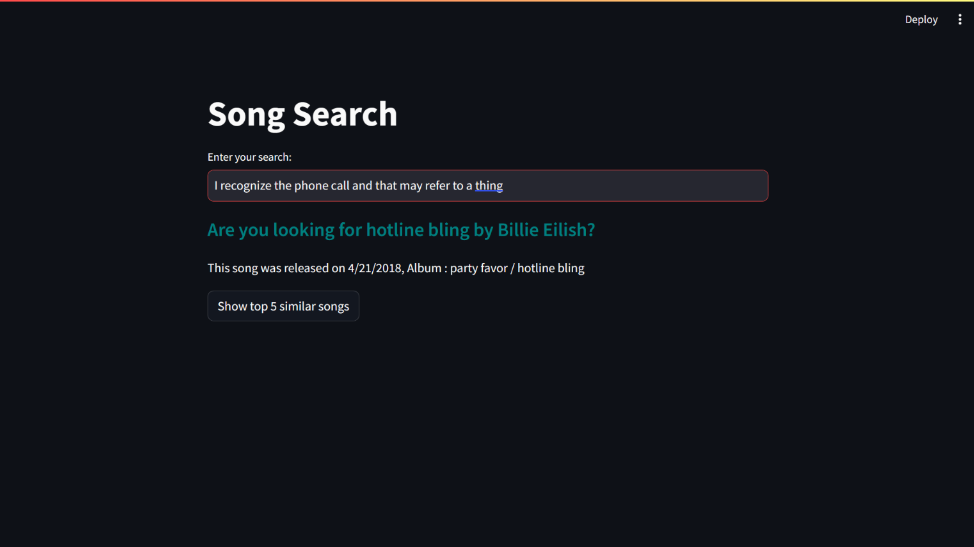 Deploy
Song Search
Enter your search:
I recognize the phone call and that may refer to a thing
Are you looking for hotline bling by Billie Eilish?
This song was released on 4/21/2018, Album : party favor / hotline bling
Show top 5 similar songs